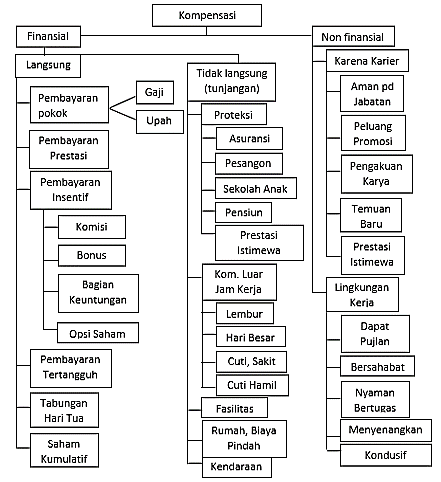 Kompensasi
Finansial
Non finansial
Langsung
Pembayaran
pokok
Gaji
Upah
Pembayaran
Prestasi
Pembayaran
Insentif
Komisi
Bonus
Bagian
Keuntungan
Opsi Saham
Pembayaran
Tertangguh
Tabungan
Hari Tua
Saham
Kumulatif
Tidak langsung
(tunjangan)
Proteksi
Asuransi
Pesangon
Sekolah Anak
Pensiun
Prestasi
Istimewa
Kom. Luar
Jam Kerja
Lembur
Hari Besar
Cuti, Sakit
Cuti Hamil
Fasilitas
Rumah, Biaya
Pindah
Kendaraan
Karena Karier
Aman pd
Jabatan
Peluang
Promosi
Pengakuan
Karya
Temuan
Baru
Prestasi
Istimewa
Lingkungan
Kerja
Dapat
Pujian
Bersahabat
Nyaman
Bertugas
Menyenangkan
Kondusif